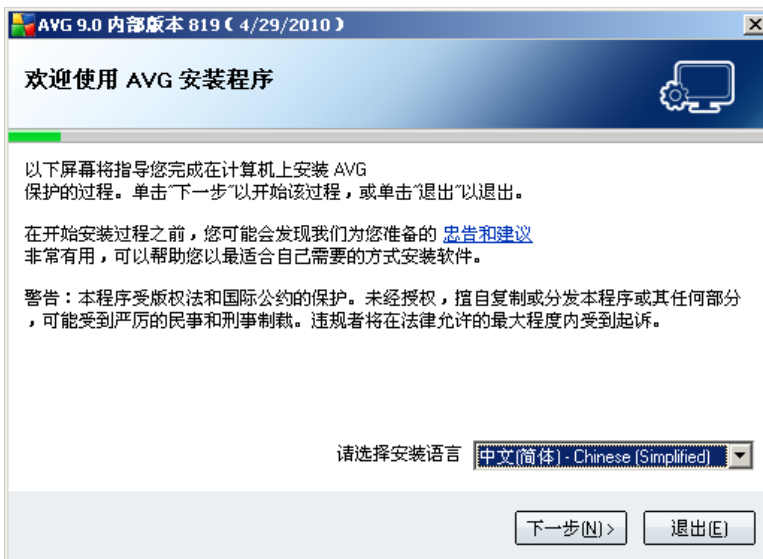 AVG 9.0 内部版本 819 ( 4/29/2010 )
欢迎使用 AVG 安装程序
以下屏幕将指导您完成在计算机上安装 AVG
保护的过程。单击“下一步”以开始该过程，或单击“退出”以退出。
在开始安装过程之前，您可能会发现我们为您准备的 忠告和建议
非常有用，可以帮助您以最适合自己需要的方式安装软件。
警告：本程序受版权法和国际公约的保护。未经授权，擅自复制或分发本程序或其任何部分
，可能受到严厉的民事和刑事制裁。违规者将在法律允许的最大程度内受到起诉。
请选择安装语言 中文(简体) - Chinese (Simplified)
下一步(N) > 退出(E)